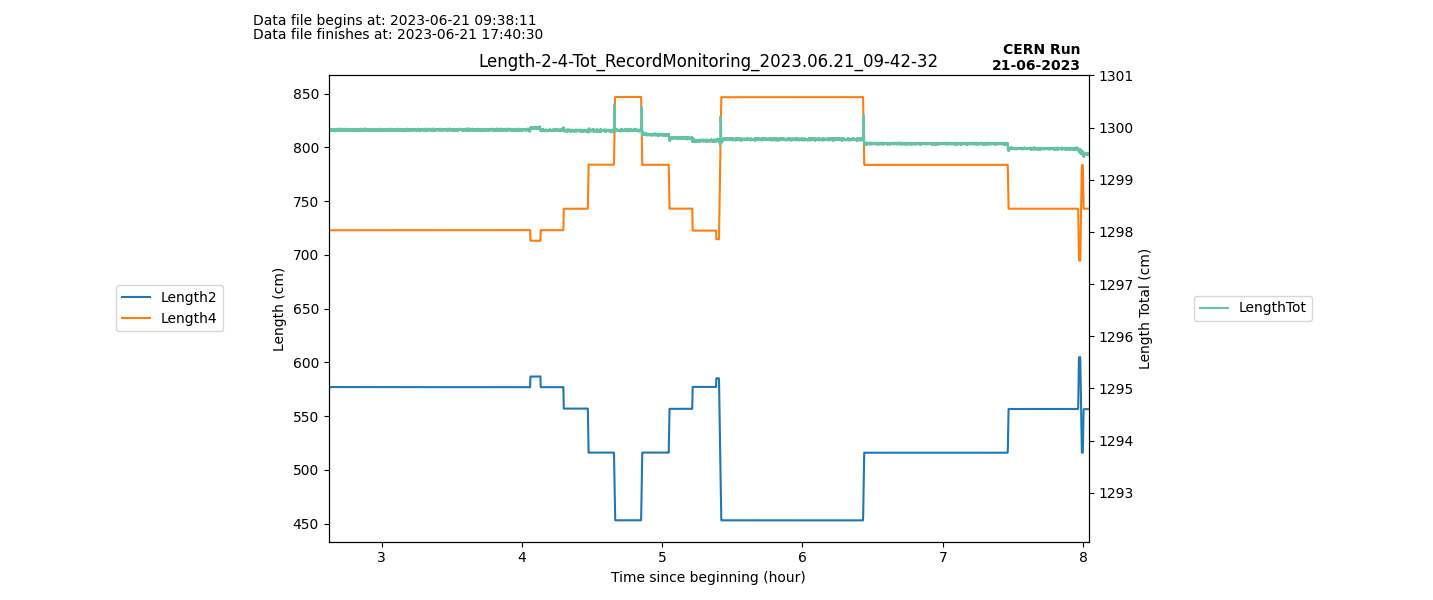 Data file begins at: 2023-06-21 09:38:11
Data file finishes at: 2023-06-21 17:40:30
CERN Run
21-06-2023
Length-2-4-Tot_RecordMonitoring_2023.06.21_09-42-32
850
800
750
700
650
600
550
500
450
Length (cm)
1301
1300
1299
1298
1297
1296
1295
1294
1293
Length Total (cm)
3
4
5
6
7
8
Time since beginning (hour)
Length2
Length4
LengthTot